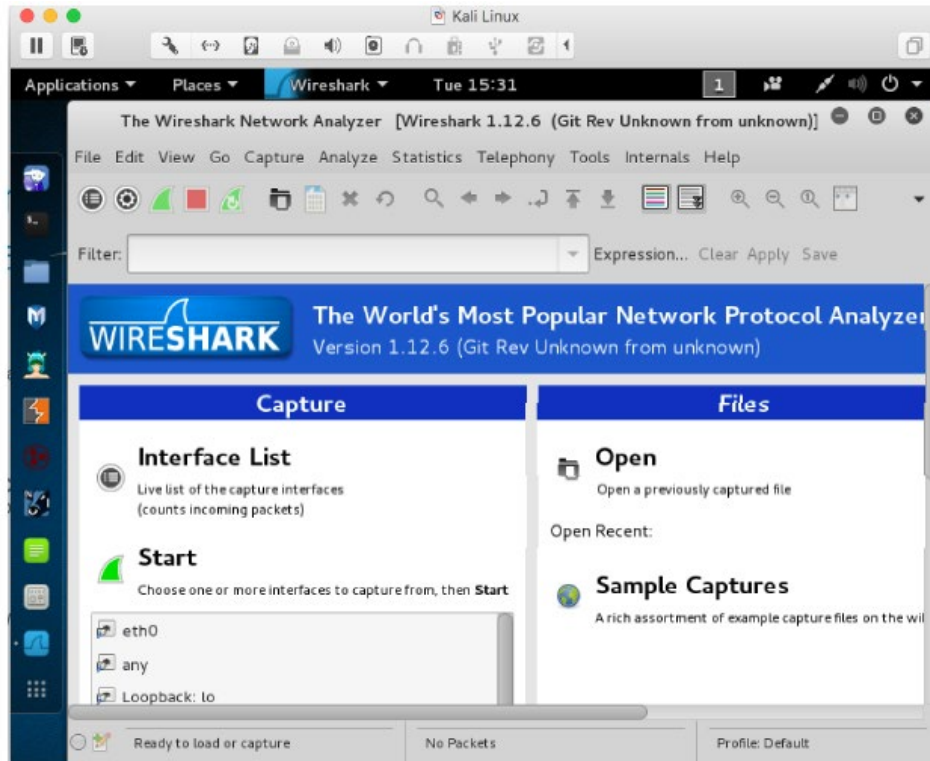 Kali Linux
Applications Places Wireshark Tue 15:31 1
The Wireshark Network Analyzer [Wireshark 1.12.6 (Git Rev Unknown from unknown)]
File Edit View Go Capture Analyze Statistics Telephony Tools Internals Help
Filter: Expression... Clear Apply Save
WIRESHARK
The World's Most Popular Network Protocol Analyzer
Version 1.12.6 (Git Rev Unknown from unknown)
Capture
Interface List
Live list of the capture interfaces
(counts incoming packets)
Start
Choose one or more interfaces to capture from, then Start
eth0
any
Loopback: lo
Files
Open
Open a previously captured file
Open Recent:
Sample Captures
A rich assortment of example capture files on the wil
Ready to load or capture No Packets Profile: Default